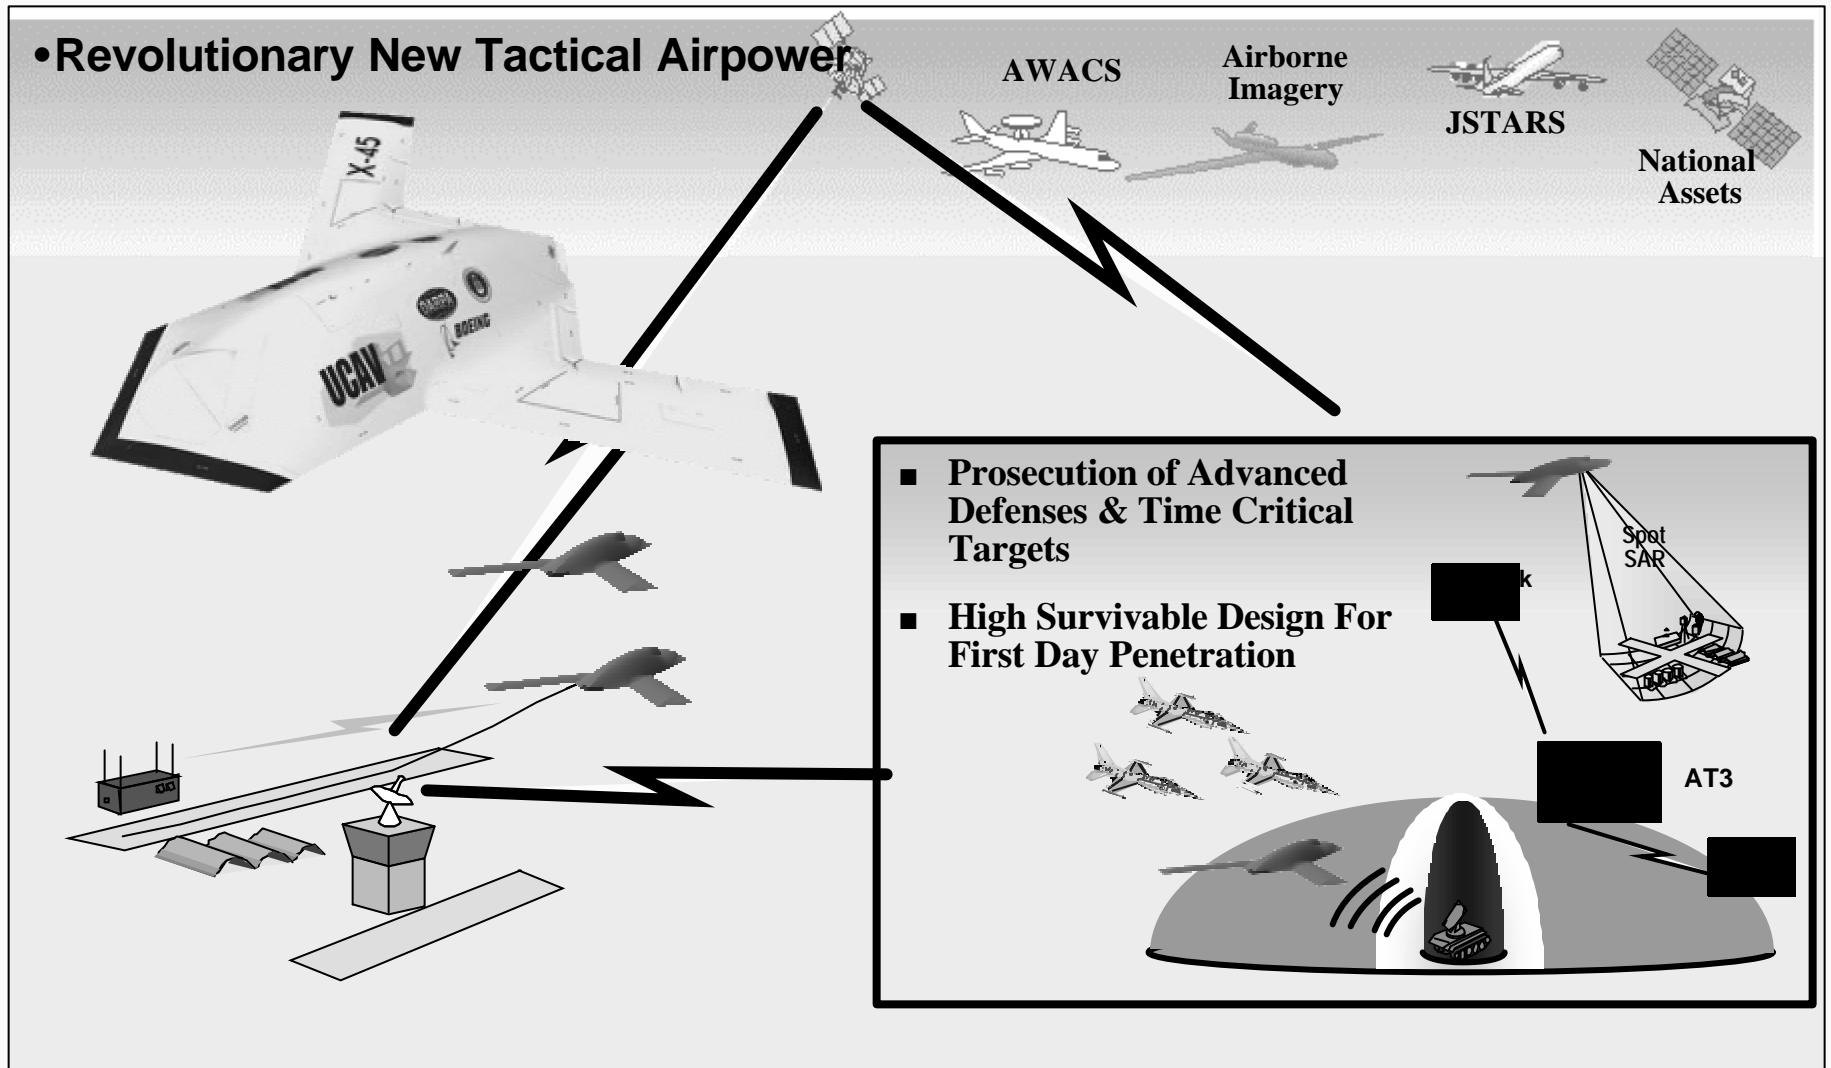 •Revolutionary New Tactical Airpower
AWACS
Airborne
Imagery
JSTARS
National
Assets
X-45
DARPA
BOEING
UCAV
■ Prosecution of Advanced
Defenses & Time Critical
Targets
■ High Survivable Design For
First Day Penetration
Spot
SAR
k
AT3